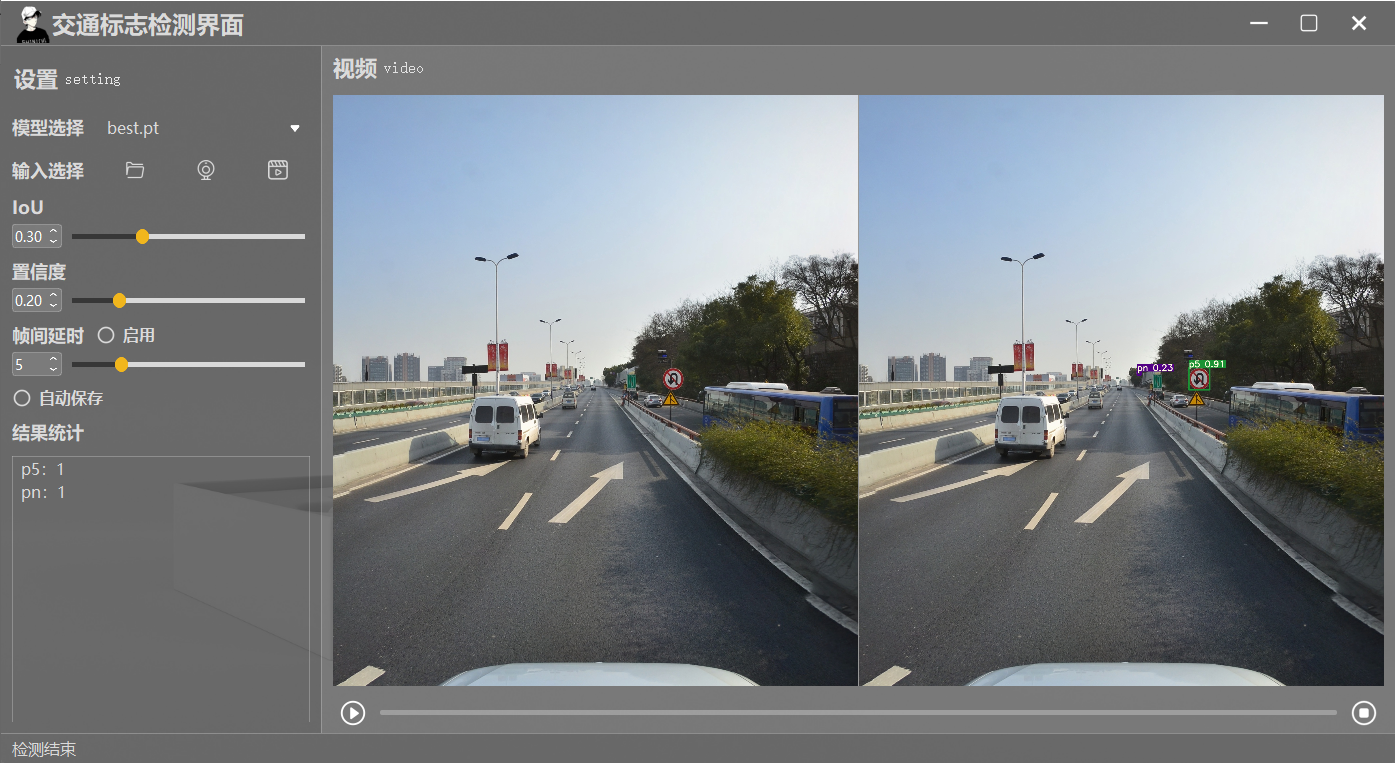 交通标志检测界面
设置 setting
模型选择 best.pt
输入选择
IoU
0.30
置信度
0.20
帧间延时 启用
5
自动保存
结果统计
p5: 1
pn: 1
视频 video
pn 0.23
p5 0.91
检测结束